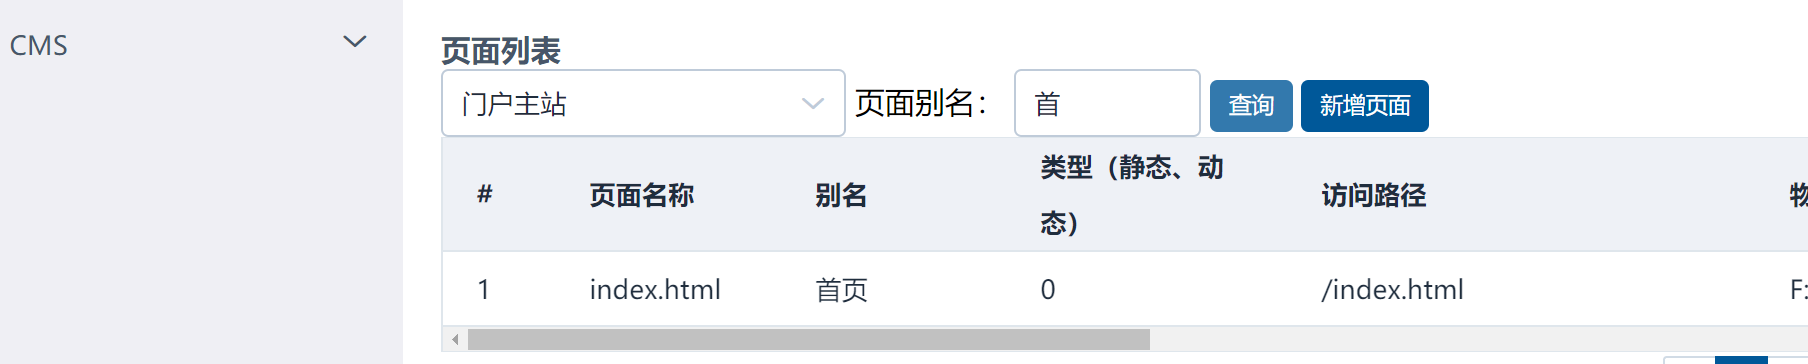 CMS
页面列表
门户主站 页面别名： 首 查询 新增页面
# 页面名称 别名 类型（静态、动态） 访问路径 物
1 index.html 首页 0 /index.html F: